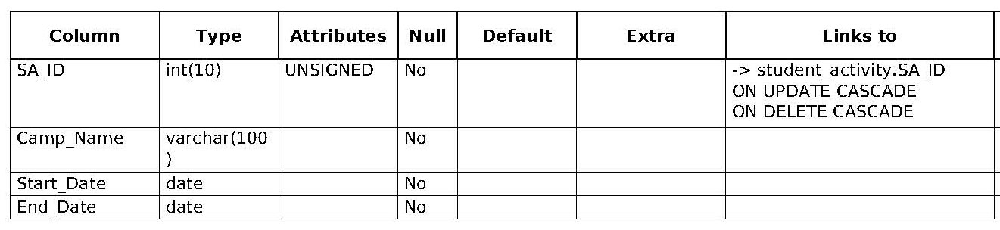 Column Type Attributes Null Default Extra Links to
SA_ID int(10) UNSIGNED No -> student_activity.SA_ID
ON UPDATE CASCADE
ON DELETE CASCADE
Camp_Name varchar(100 No
)
Start_Date date No
End_Date date No